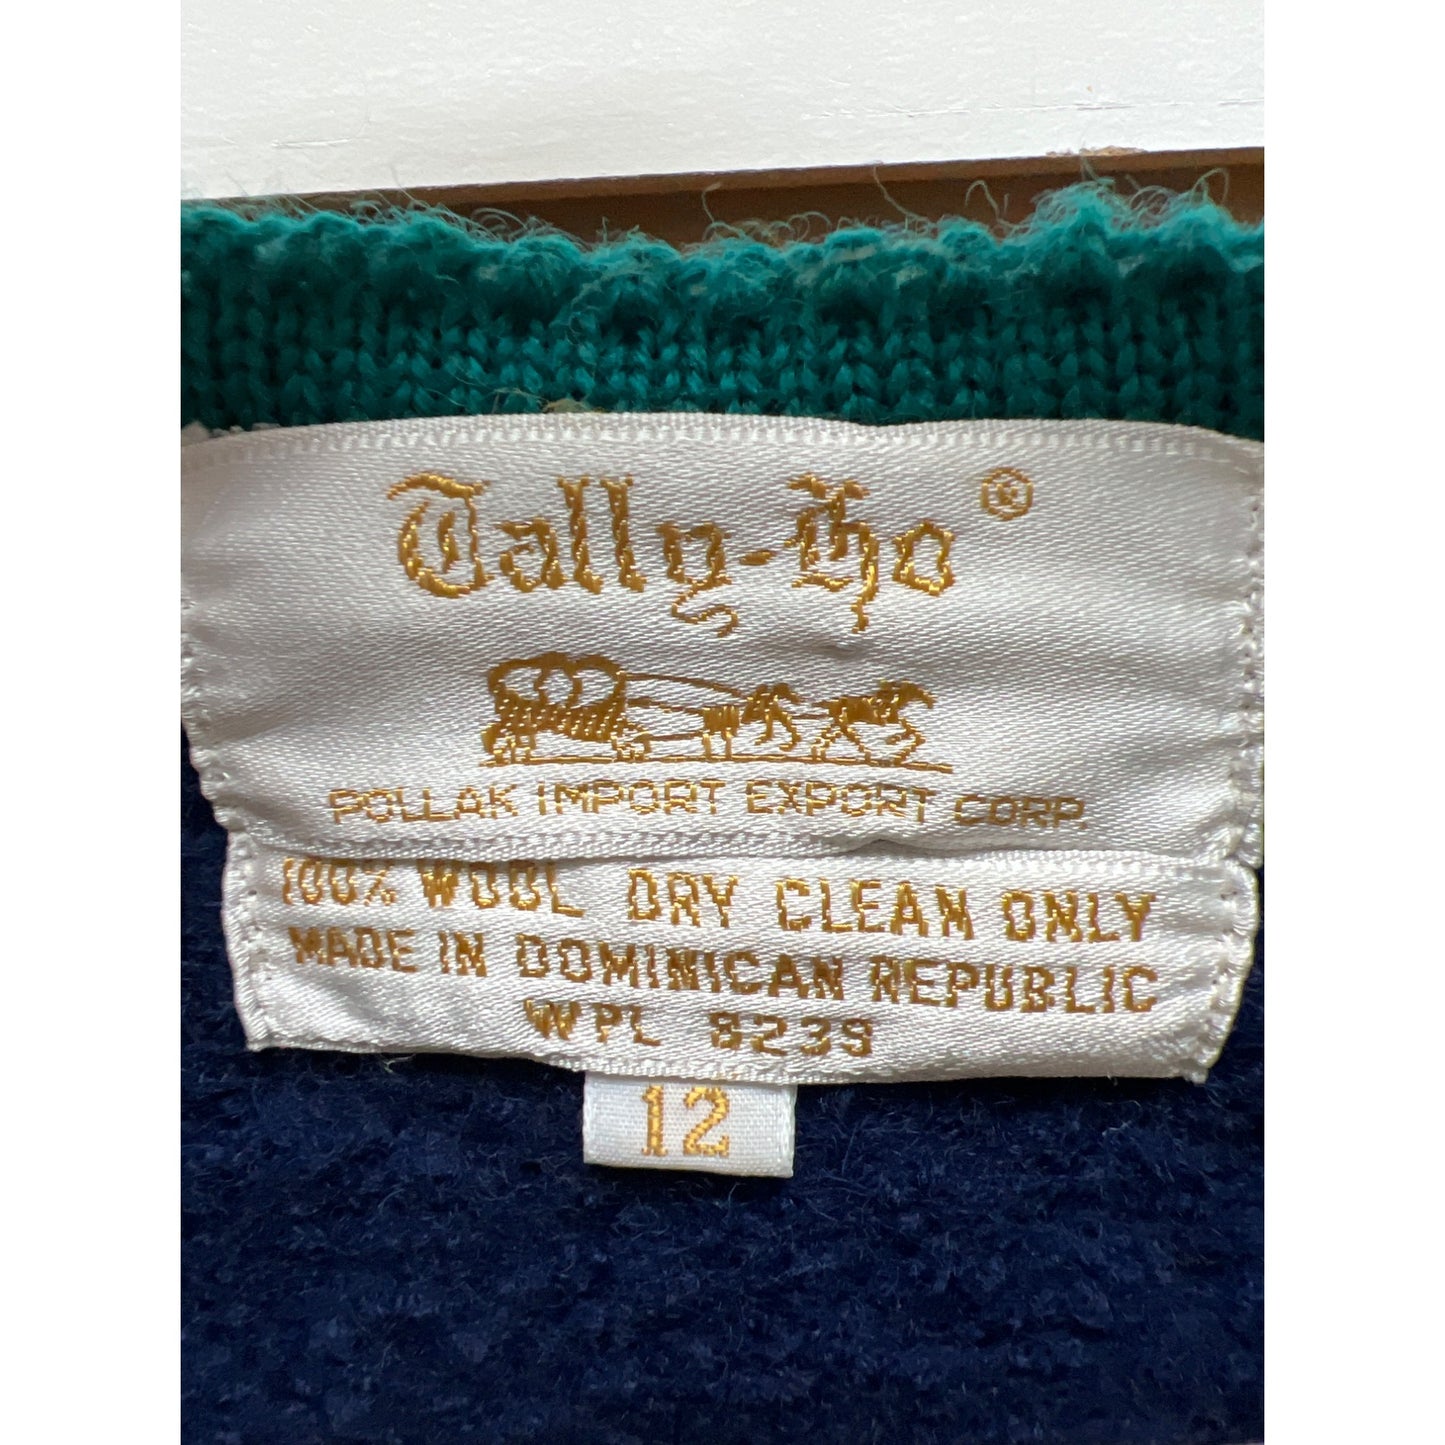 Tally-Ho ®
POLLAK IMPORT EXPORT CORP.
100% WOOL DRY CLEAN ONLY
MADE IN DOMINICAN REPUBLIC
WPL 8239
12